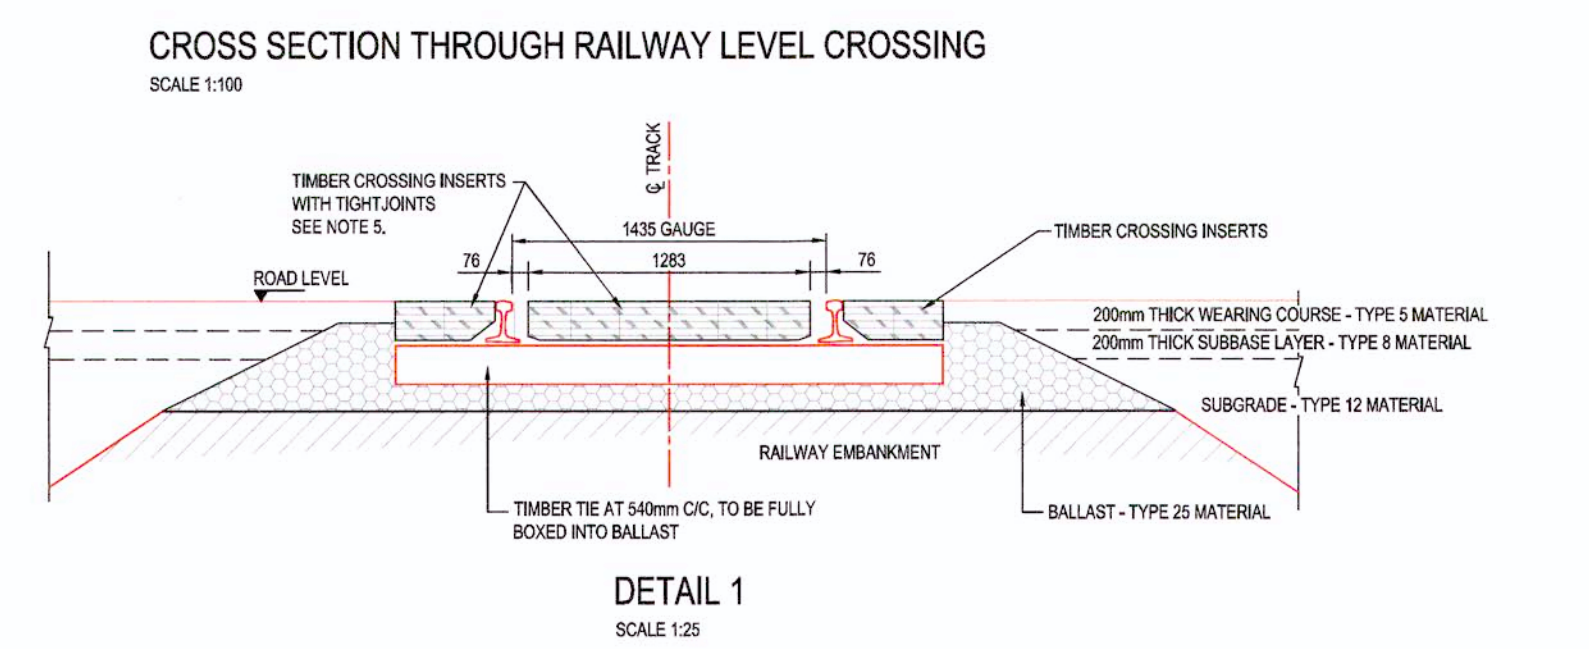 CROSS SECTION THROUGH RAILWAY LEVEL CROSSING
SCALE 1:100
℄ TRACK
TIMBER CROSSING INSERTS
WITH TIGHTJOINTS
SEE NOTE 5.
1435 GAUGE
TIMBER CROSSING INSERTS
76
1283
76
ROAD LEVEL
200mm THICK WEARING COURSE - TYPE 5 MATERIAL
200mm THICK SUBBASE LAYER - TYPE 8 MATERIAL
SUBGRADE - TYPE 12 MATERIAL
RAILWAY EMBANKMENT
TIMBER TIE AT 540mm C/C, TO BE FULLY
BOXED INTO BALLAST
BALLAST - TYPE 25 MATERIAL
DETAIL 1
SCALE 1:25